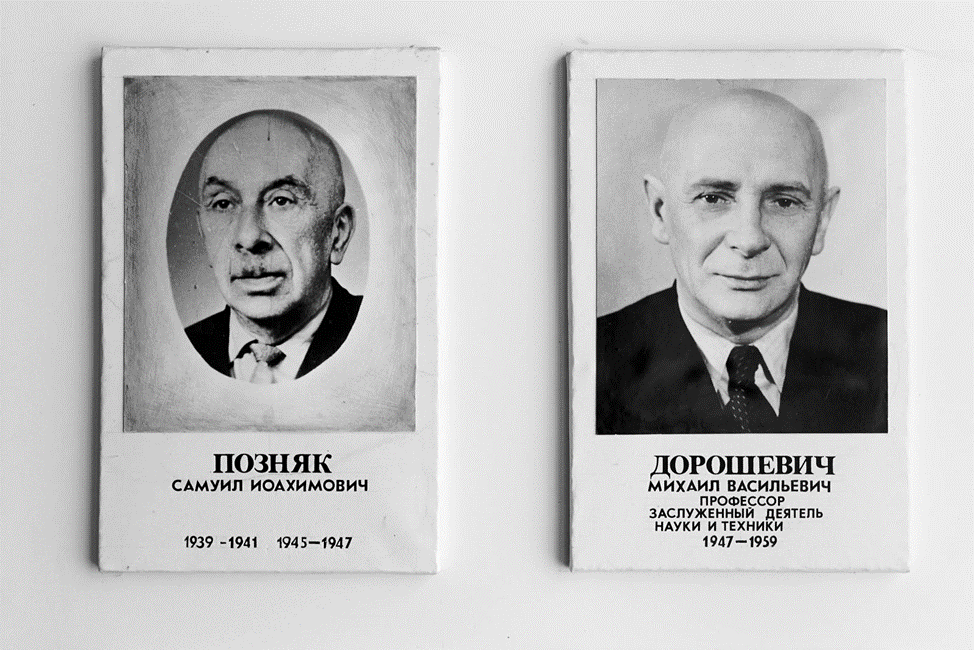 ПОЗНЯК
САМУИЛ ИОАХИМОВИЧ
1939 -1941 1945—1947
ДОРОШЕВИЧ
МИХАИЛ ВАСИЛЬЕВИЧ
ПРОФЕССОР
ЗАСЛУЖЕННЫЙ ДЕЯТЕЛЬ
НАУКИ И ТЕХНИКИ
1947—1959